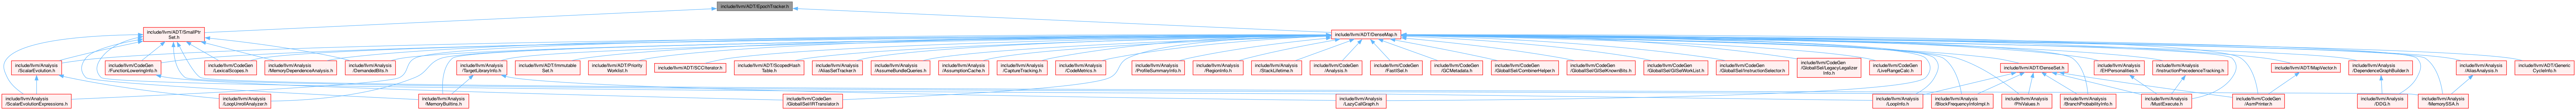 include/llvm/ADT/EpochTracker.h
include/llvm/ADT/SmallPtr
Set.h
include/llvm/ADT/DenseMap.h
include/llvm/Analysis
/ScalarEvolution.h
include/llvm/CodeGen
/FunctionLoweringInfo.h
include/llvm/CodeGen
/LexicalScopes.h
include/llvm/Analysis
/MemoryDependenceAnalysis.h
include/llvm/Analysis
/DemandedBits.h
include/llvm/Analysis
/TargetLibraryInfo.h
include/llvm/ADT/Immutable
Set.h
include/llvm/ADT/Priority
Worklist.h
include/llvm/ADT/SCCIterator.h
include/llvm/ADT/ScopedHash
Table.h
include/llvm/Analysis
/AliasSetTracker.h
include/llvm/Analysis
/AssumeBundleQueries.h
include/llvm/Analysis
/AssumptionCache.h
include/llvm/Analysis
/CaptureTracking.h
include/llvm/Analysis
/CodeMetrics.h
include/llvm/Analysis
/ProfileSummaryInfo.h
include/llvm/Analysis
/RegionInfo.h
include/llvm/Analysis
/StackLifetime.h
include/llvm/CodeGen
/Analysis.h
include/llvm/CodeGen
/FastISel.h
include/llvm/CodeGen
/GCMetadata.h
include/llvm/CodeGen
/GlobalISel/CombinerHelper.h
include/llvm/CodeGen
/GlobalISel/GISelKnownBits.h
include/llvm/CodeGen
/GlobalISel/GISelWorkList.h
include/llvm/CodeGen
/GlobalISel/InstructionSelector.h
include/llvm/CodeGen
/GlobalISel/LegacyLegalizer
Info.h
include/llvm/CodeGen
/LiveRangeCalc.h
include/llvm/ADT/DenseSet.h
include/llvm/Analysis
/EHPersonalities.h
include/llvm/Analysis
/InstructionPrecedenceTracking.h
include/llvm/ADT/MapVector.h
include/llvm/Analysis
/DependenceGraphBuilder.h
include/llvm/Analysis
/AliasAnalysis.h
include/llvm/ADT/Generic
CycleInfo.h
include/llvm/Analysis
/ScalarEvolutionExpressions.h
include/llvm/Analysis
/LoopUnrollAnalyzer.h
include/llvm/Analysis
/MemoryBuiltins.h
include/llvm/CodeGen
/GlobalISel/IRTranslator.h
include/llvm/Analysis
/LazyCallGraph.h
include/llvm/Analysis
/LoopInfo.h
include/llvm/Analysis
/BlockFrequencyInfoImpl.h
include/llvm/Analysis
/PhiValues.h
include/llvm/Analysis
/BranchProbabilityInfo.h
include/llvm/Analysis
/MustExecute.h
include/llvm/CodeGen
/AsmPrinter.h
include/llvm/Analysis
/DDG.h
include/llvm/Analysis
/MemorySSA.h